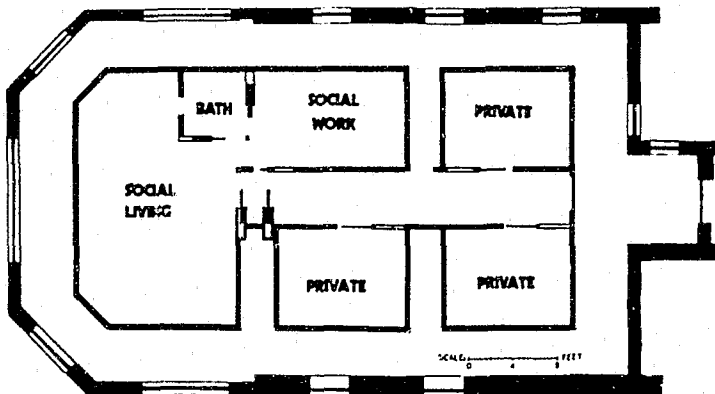 BATH
SOCIAL
WORK
PRIVATE
SOCIAL
LIVING
PRIVATE
PRIVATE
SCALE FEET
0 4 8